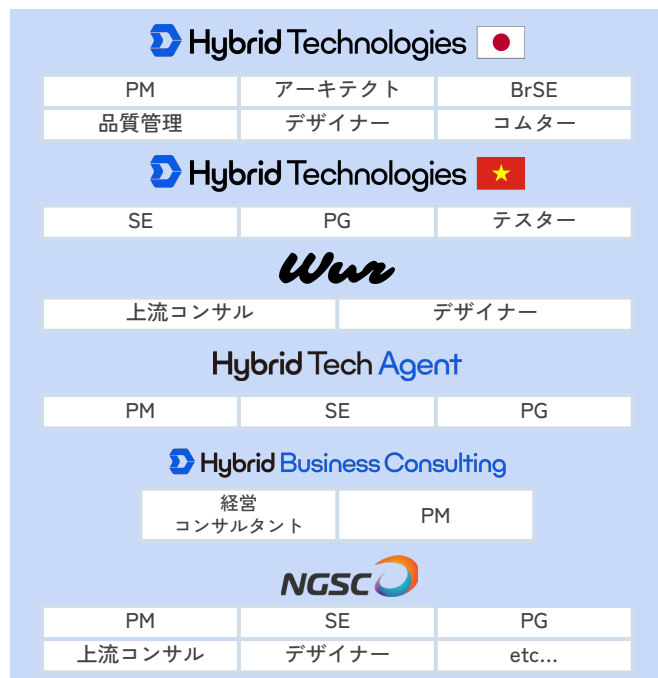 Hybrid Technologies
PM アーキテクト BrSE
品質管理 デザイナー コムター
Hybrid Technologies
SE PG テスター
Wur
上流コンサル デザイナー
Hybrid Tech Agent
PM SE PG
Hybrid Business Consulting
経営
コンサルタント PM
NGSC
PM SE PG
上流コンサル デザイナー etc...